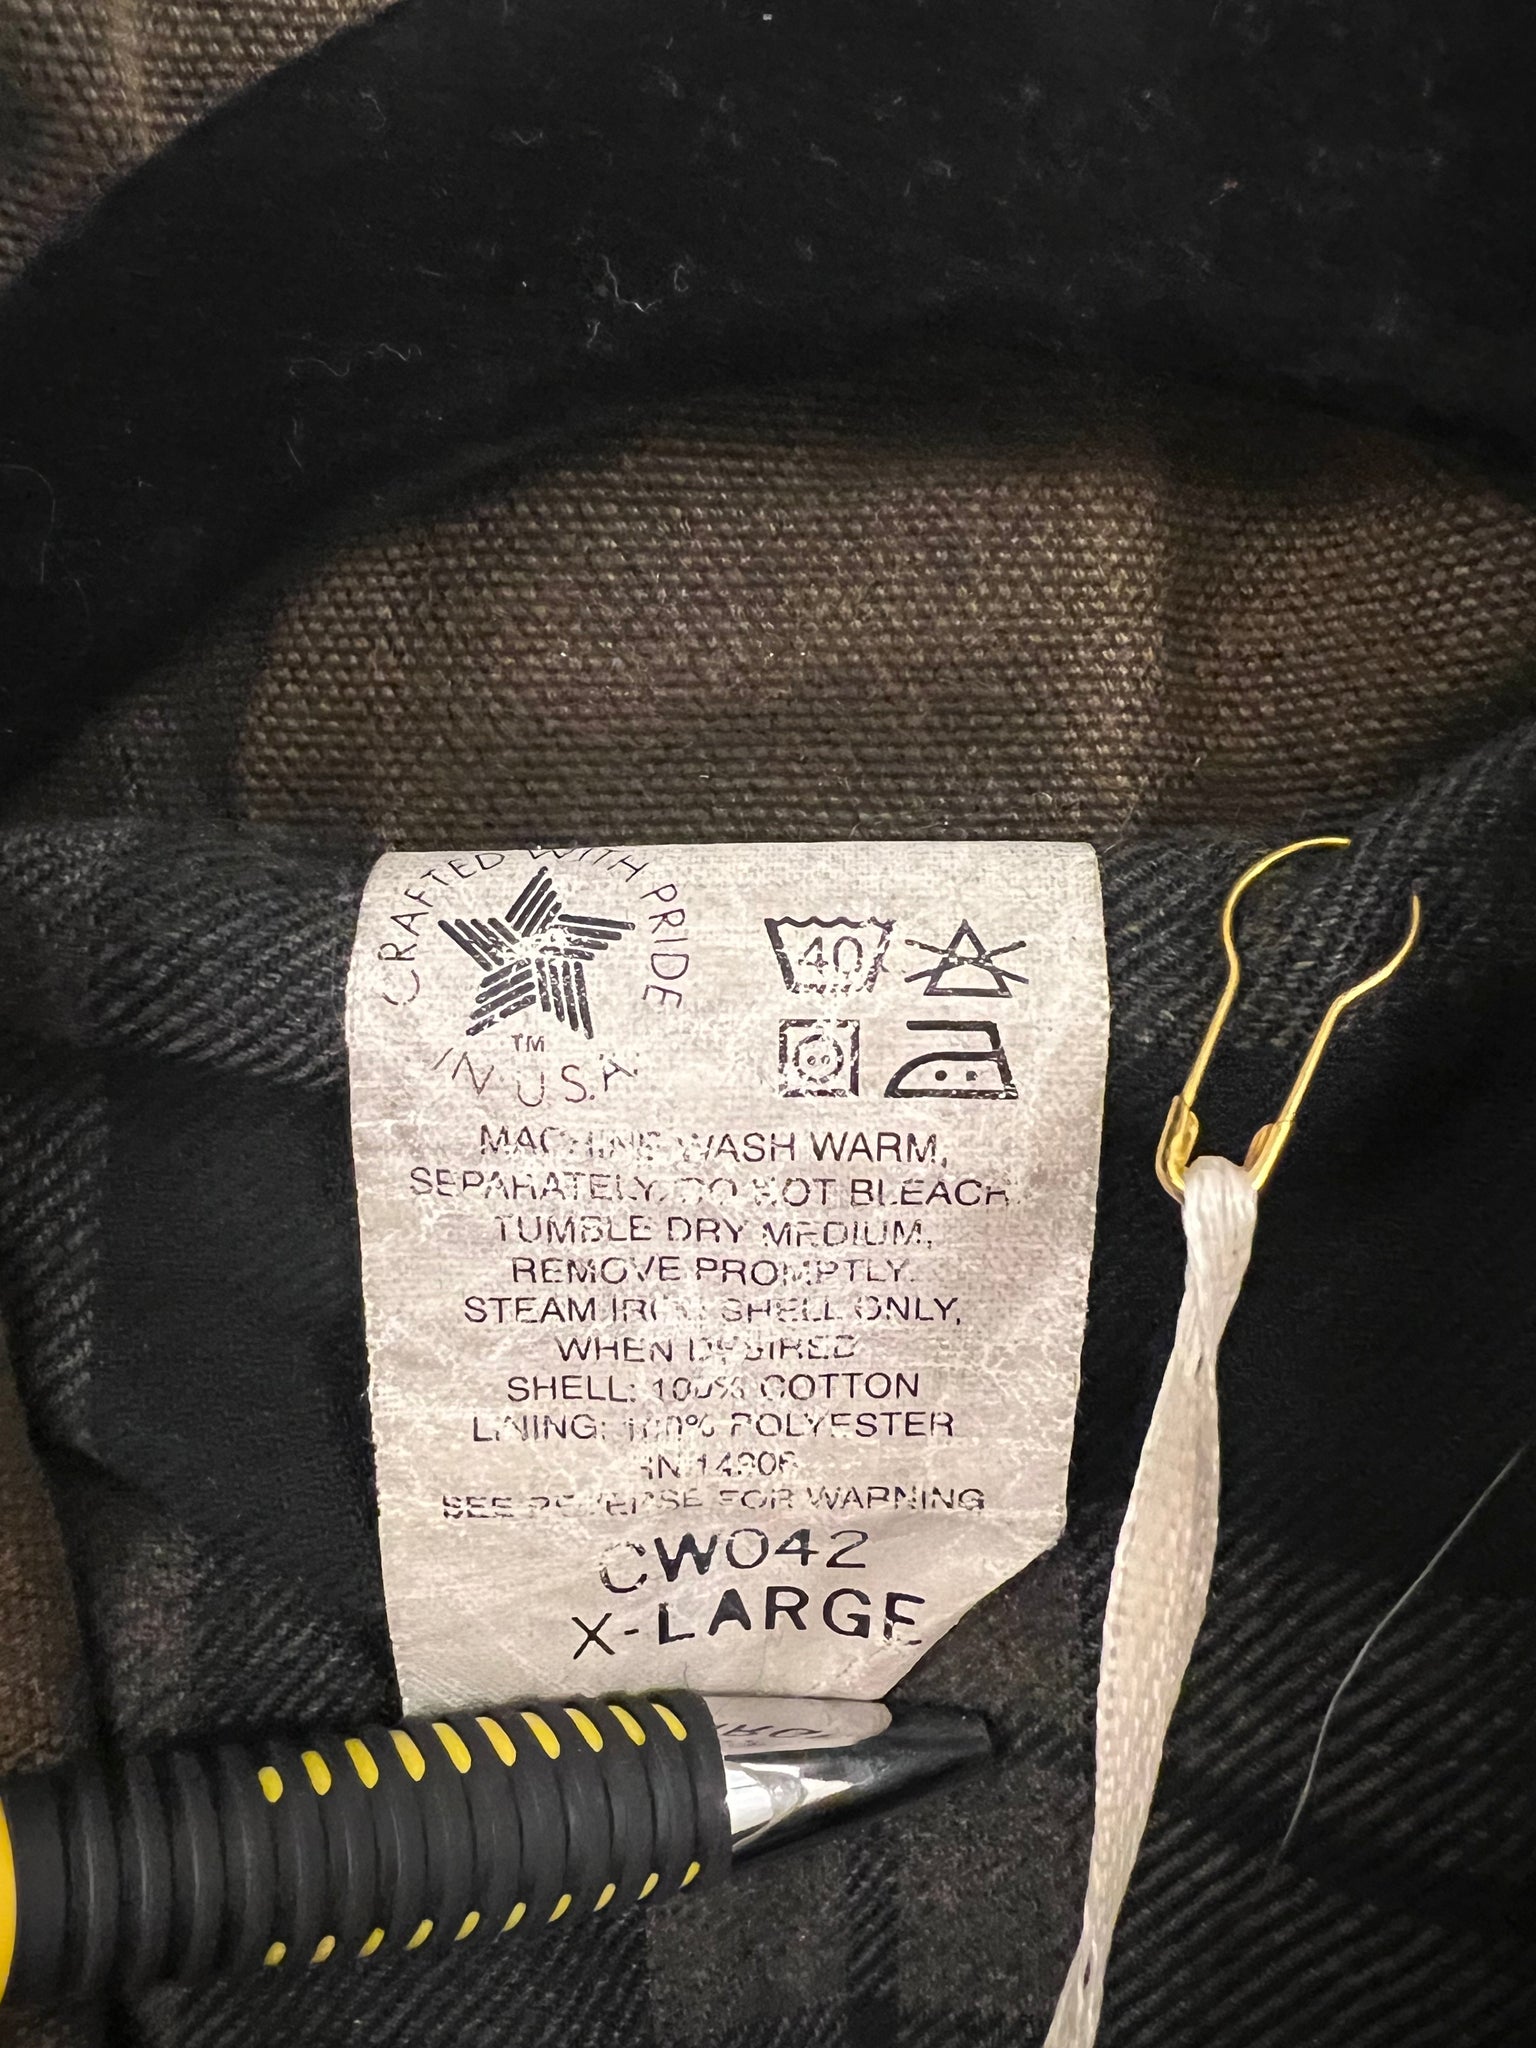 CRAFTED WITH PRIDE
TM
IN U.S.A.
40
MACHINE WASH WARM,
SEPARATELY. DO NOT BLEACH.
TUMBLE DRY MEDIUM,
REMOVE PROMPTLY.
STEAM IRON SHELL ONLY,
WHEN DESIRED
SHELL: 100% COTTON
LINING: 100% POLYESTER
RN 14806
SEE REVERSE FOR WARNING
CW042
X-LARGE